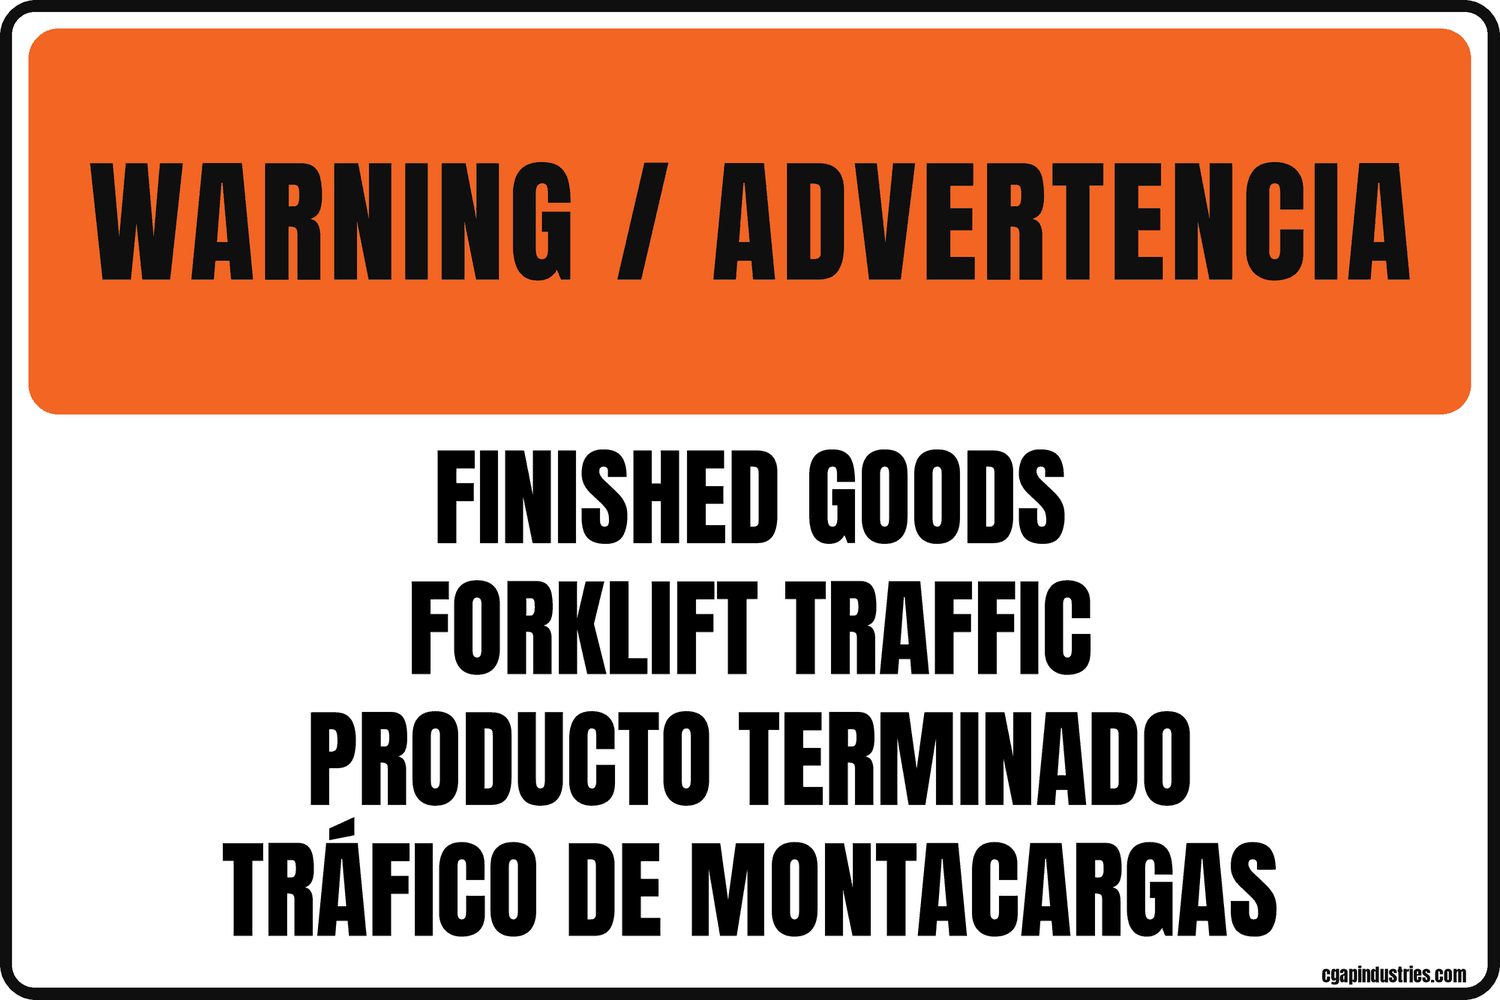 WARNING / ADVERTENCIA
FINISHED GOODS
FORKLIFT TRAFFIC
PRODUCTO TERMINADO
TRÁFICO DE MONTACARGAS
cgapindustries.com